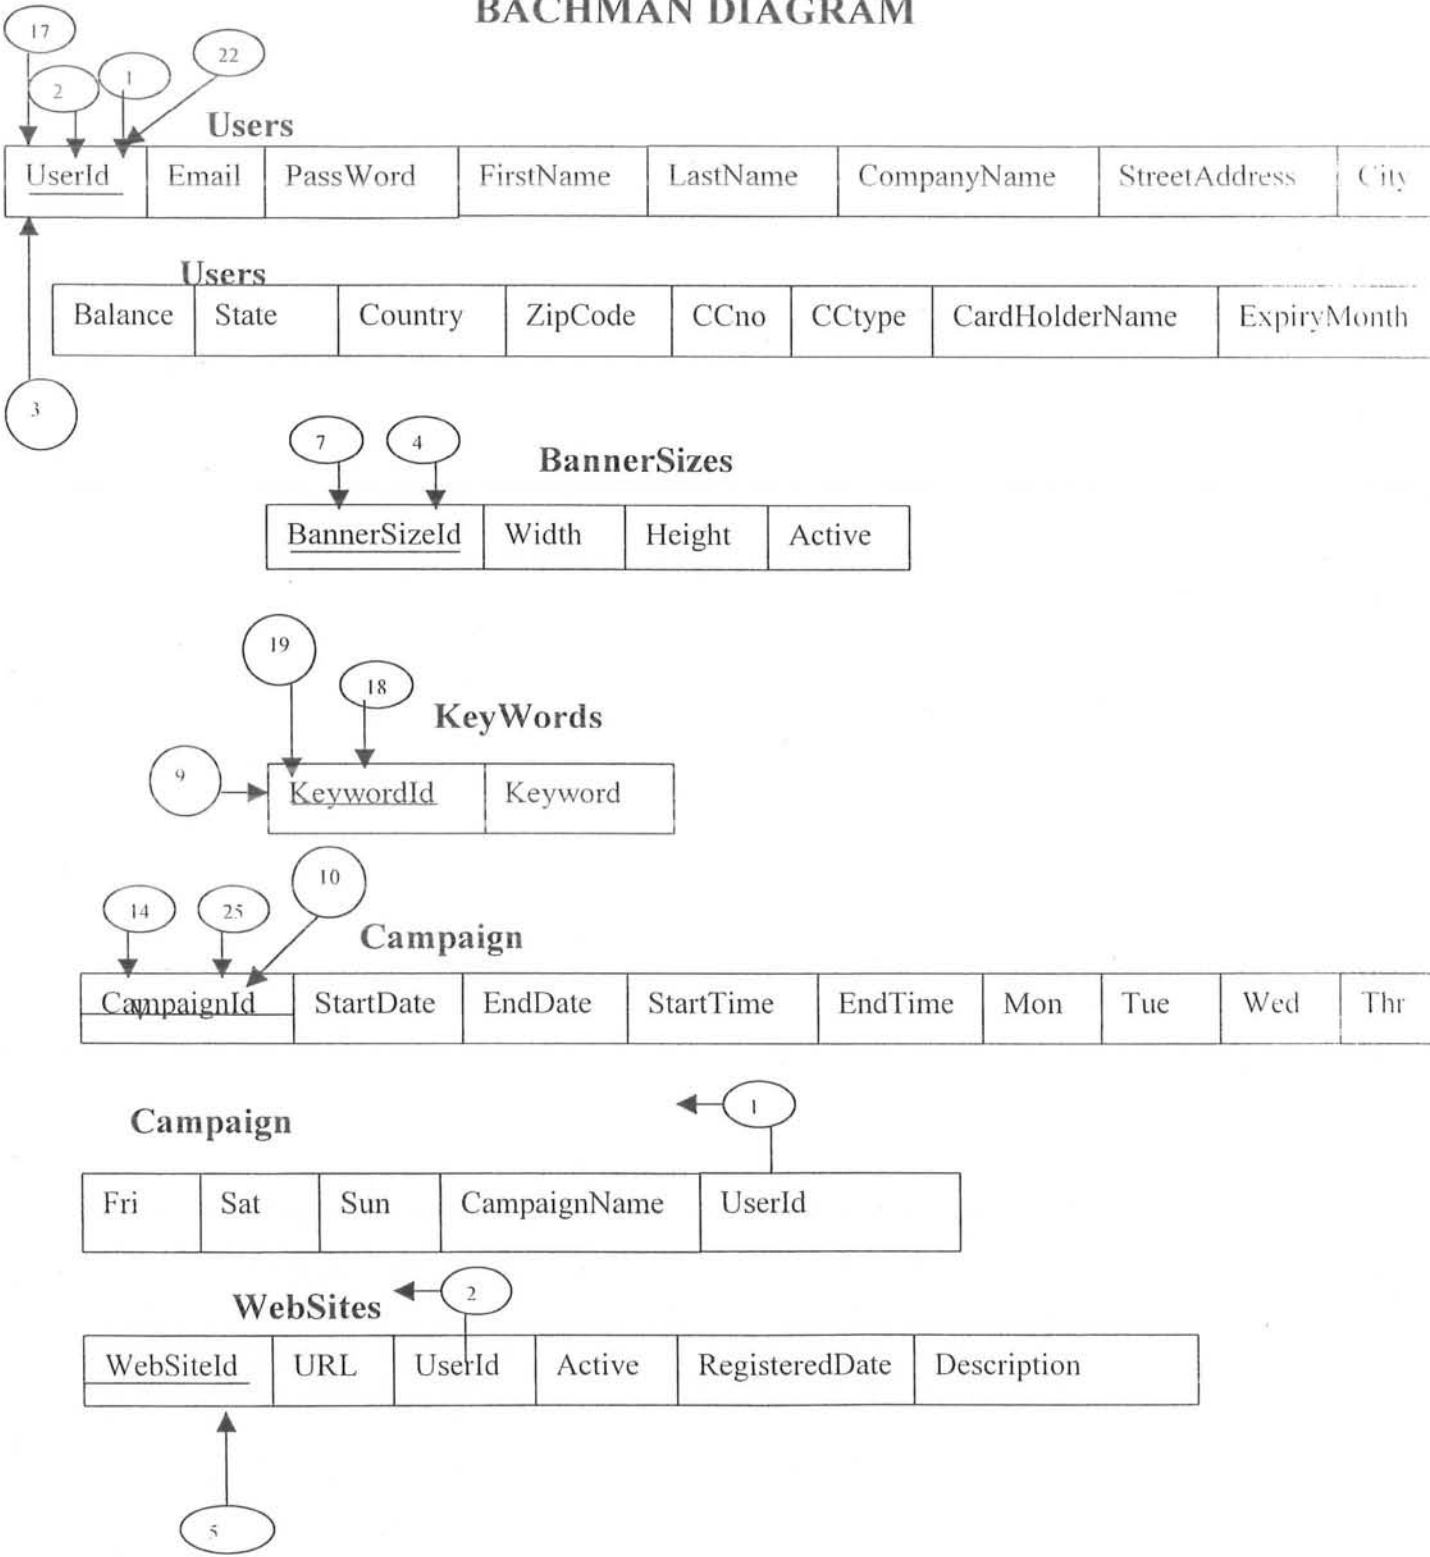 BACHMAN DIAGRAM
17
22
1
2
Users
UserId Email PassWord FirstName LastName CompanyName StreetAddress City
Users
Balance State Country ZipCode CCno CCtype CardHolderName ExpiryMonth
3
7 4
BannerSizes
BannerSizeId Width Height Active
19
18
KeyWords
9
KeywordId Keyword
10
14 25
Campaign
CampaignId StartDate EndDate StartTime EndTime Mon Tue Wed Thr
1
Campaign
Fri Sat Sun CampaignName UserId
2
WebSites
WebSiteId URL UserId Active RegisteredDate Description
5